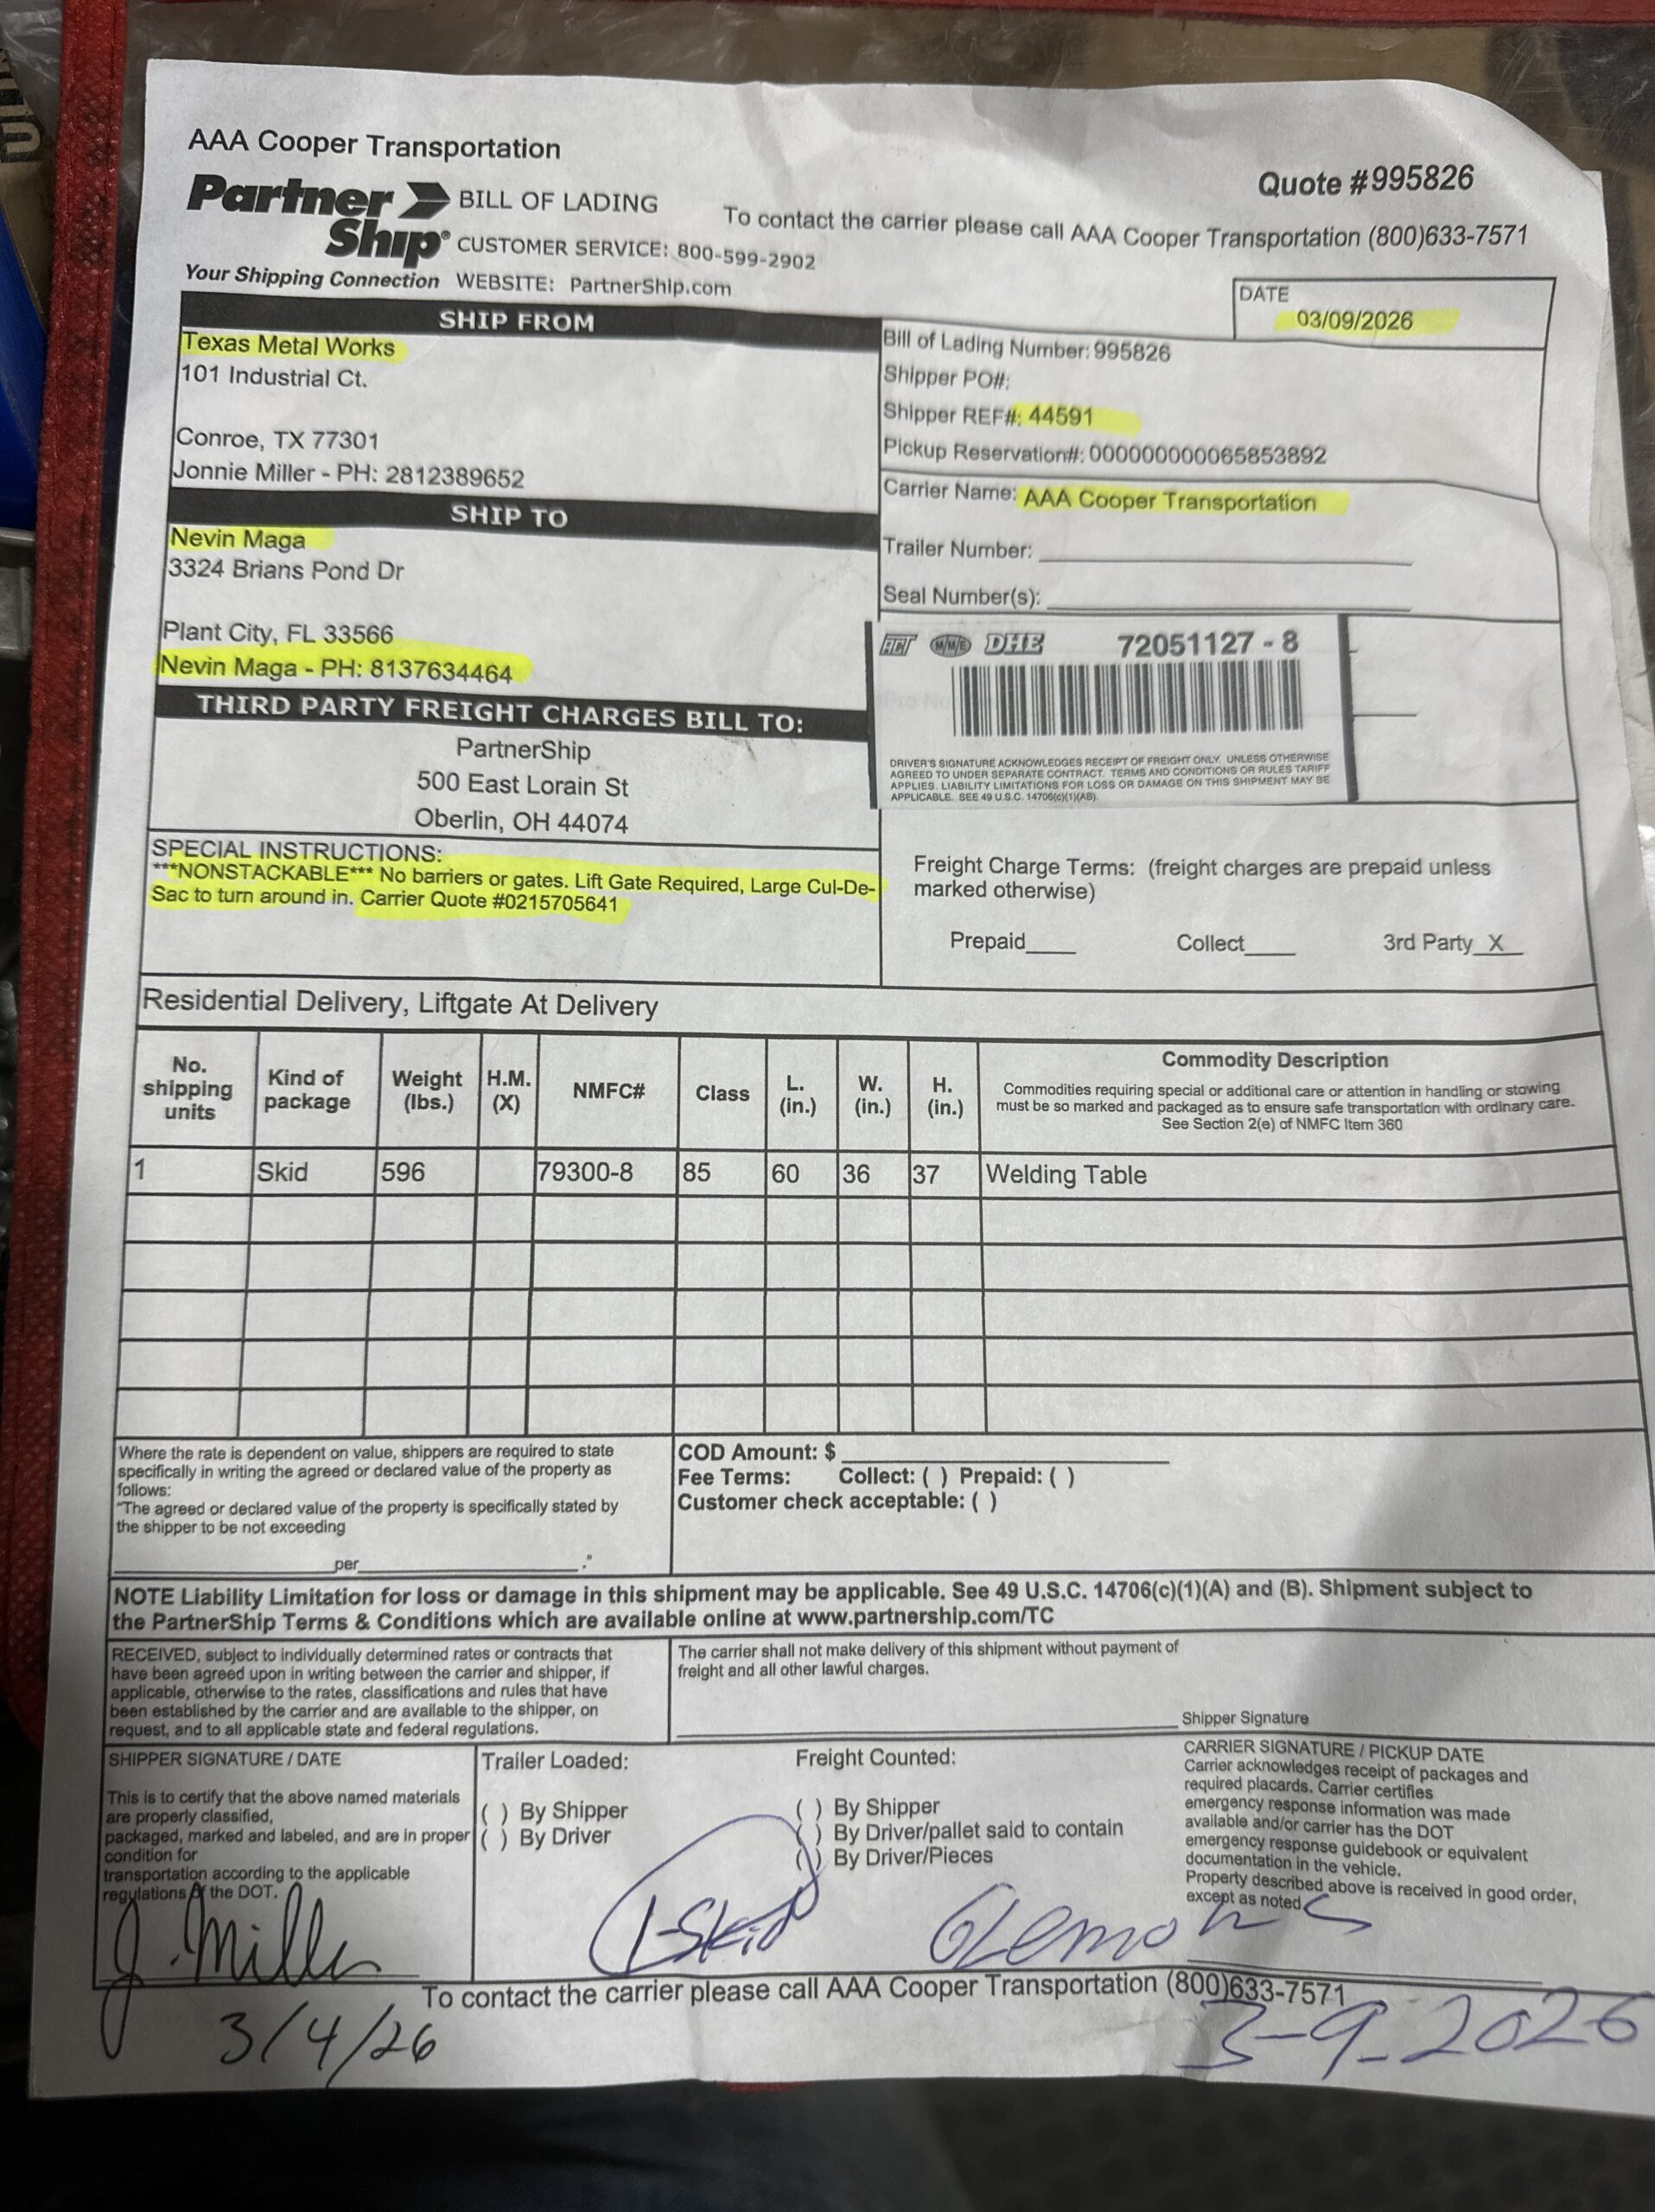 AAA Cooper Transportation
Quote #995826
Partner Ship® BILL OF LADING
To contact the carrier please call AAA Cooper Transportation (800)633-7571
CUSTOMER SERVICE: 800-599-2902
Your Shipping Connection WEBSITE: PartnerShip.com
DATE
03/09/2026
SHIP FROM
Texas Metal Works
101 Industrial Ct.
Conroe, TX 77301
Jonnie Miller - PH: 2812389652
Bill of Lading Number: 995826
Shipper PO#:
Shipper REF#: 44591
Pickup Reservation#: 000000000065853892
SHIP TO
Nevin Maga
3324 Brians Pond Dr
Plant City, FL 33566
Nevin Maga - PH: 8137634464
Carrier Name: AAA Cooper Transportation
Trailer Number:
Seal Number(s):
ACT MME DHE 72051127 - 8
DRIVER'S SIGNATURE ACKNOWLEDGES RECEIPT OF FREIGHT ONLY. UNLESS OTHERWISE
AGREED TO UNDER SEPARATE CONTRACT. TERMS AND CONDITIONS OR RULES TARIFF
APPLIES. LIABILITY LIMITATIONS FOR LOSS OR DAMAGE ON THIS SHIPMENT MAY BE
APPLICABLE. SEE 49 U.S.C. 14706(c)(1)(AB).
THIRD PARTY FREIGHT CHARGES BILL TO:
PartnerShip
500 East Lorain St
Oberlin, OH 44074
SPECIAL INSTRUCTIONS:
***NONSTACKABLE*** No barriers or gates. Lift Gate Required, Large Cul-De-
Sac to turn around in. Carrier Quote #0215705641
Freight Charge Terms: (freight charges are prepaid unless
marked otherwise)
Prepaid____ Collect____ 3rd Party_X_
Residential Delivery, Liftgate At Delivery
No. shipping units Kind of package Weight (lbs.) H.M. (X) NMFC# Class L. (in.) W. (in.) H. (in.) Commodity Description
Commodities requiring special or additional care or attention in handling or stowing
must be so marked and packaged as to ensure safe transportation with ordinary care.
See Section 2(e) of NMFC Item 360
1 Skid 596 79300-8 85 60 36 37 Welding Table
Where the rate is dependent on value, shippers are required to state
specifically in writing the agreed or declared value of the property as
follows:
"The agreed or declared value of the property is specifically stated by
the shipper to be not exceeding
____per____."
COD Amount: $
Fee Terms: Collect: ( ) Prepaid: ( )
Customer check acceptable: ( )
NOTE Liability Limitation for loss or damage in this shipment may be applicable. See 49 U.S.C. 14706(c)(1)(A) and (B). Shipment subject to
the PartnerShip Terms & Conditions which are available online at www.partnership.com/TC
RECEIVED, subject to individually determined rates or contracts that
have been agreed upon in writing between the carrier and shipper, if
applicable, otherwise to the rates, classifications and rules that have
been established by the carrier and are available to the shipper, on
request, and to all applicable state and federal regulations.
The carrier shall not make delivery of this shipment without payment of
freight and all other lawful charges.
Shipper Signature
SHIPPER SIGNATURE / DATE
This is to certify that the above named materials
are properly classified,
packaged, marked and labeled, and are in proper
condition for
transportation according to the applicable
regulations of the DOT.
J. Miller
3/4/26
Trailer Loaded:
( ) By Shipper
( ) By Driver
Freight Counted:
( ) By Shipper
( ) By Driver/pallet said to contain
( ) By Driver/Pieces
1-Skid
CARRIER SIGNATURE / PICKUP DATE
Carrier acknowledges receipt of packages and
required placards. Carrier certifies
emergency response information was made
available and/or carrier has the DOT
emergency response guidebook or equivalent
documentation in the vehicle.
Property described above is received in good order,
except as noted
To contact the carrier please call AAA Cooper Transportation (800)633-7571
3-9-2026